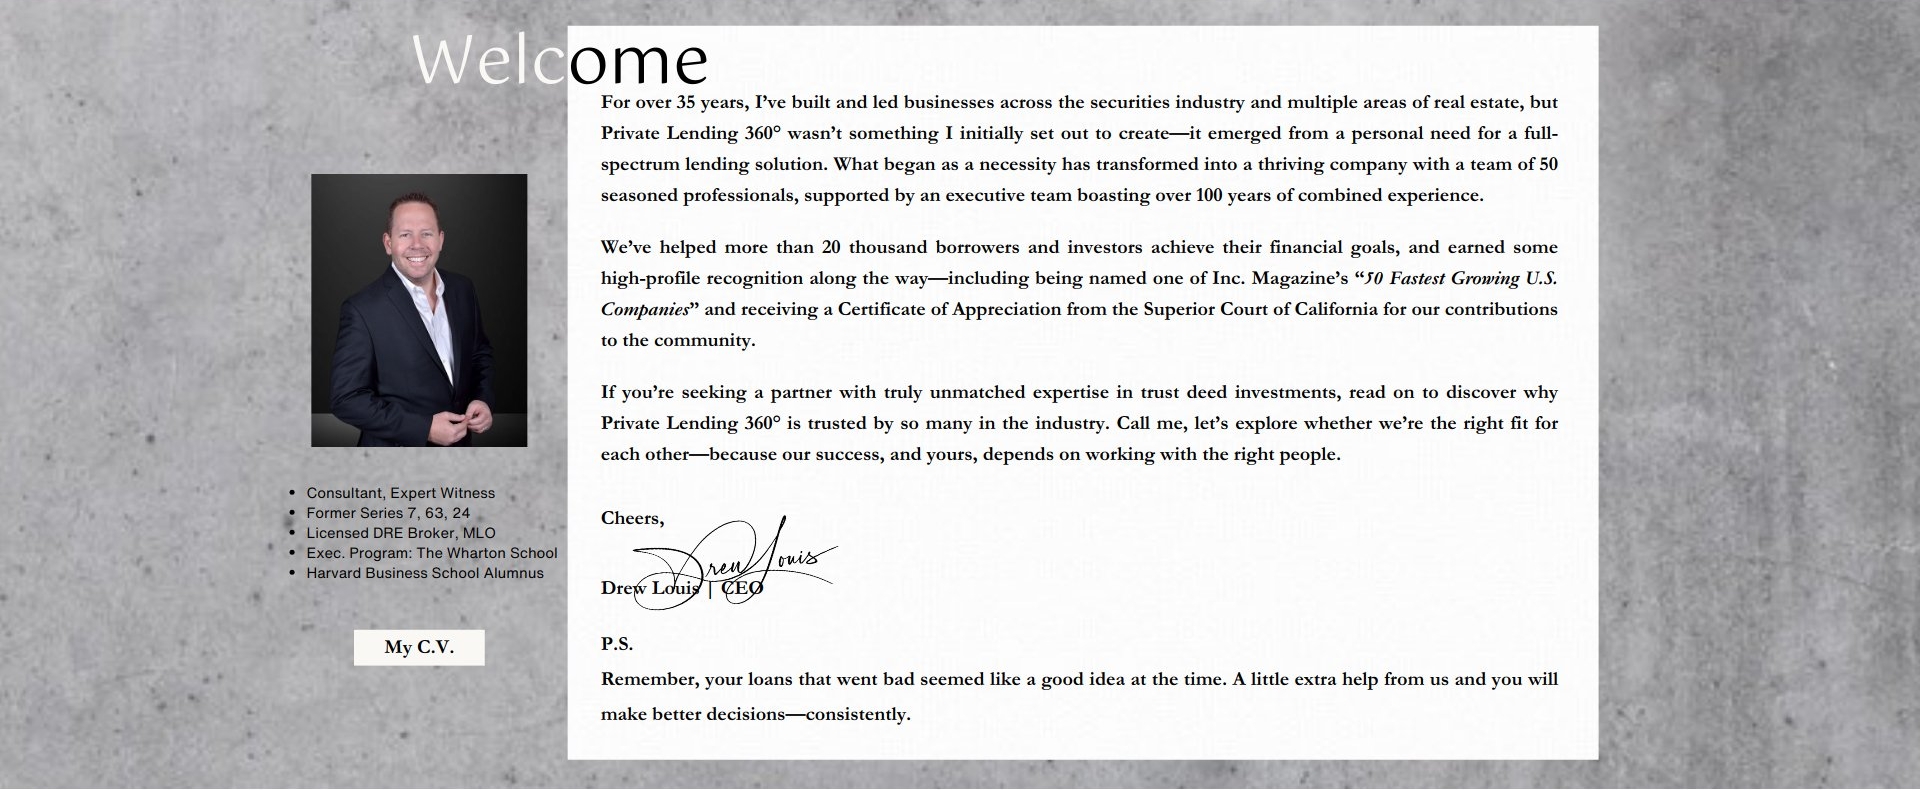 Welcome
For over 35 years, I’ve built and led businesses across the securities industry and multiple areas of real estate, but
Private Lending 360° wasn’t something I initially set out to create—it emerged from a personal need for a full-
spectrum lending solution. What began as a necessity has transformed into a thriving company with a team of 50
seasoned professionals, supported by an executive team boasting over 100 years of combined experience.
We’ve helped more than 20 thousand borrowers and investors achieve their financial goals, and earned some
high-profile recognition along the way—including being named one of Inc. Magazine’s “50 Fastest Growing U.S.
Companies” and receiving a Certificate of Appreciation from the Superior Court of California for our contributions
to the community.
If you’re seeking a partner with truly unmatched expertise in trust deed investments, read on to discover why
Private Lending 360° is trusted by so many in the industry. Call me, let’s explore whether we’re the right fit for
each other—because our success, and yours, depends on working with the right people.
Cheers,
Drew Louis
Drew Louis | CEO
P.S.
Remember, your loans that went bad seemed like a good idea at the time. A little extra help from us and you will
make better decisions—consistently.
• Consultant, Expert Witness
• Former Series 7, 63, 24
• Licensed DRE Broker, MLO
• Exec. Program: The Wharton School
• Harvard Business School Alumnus
My C.V.